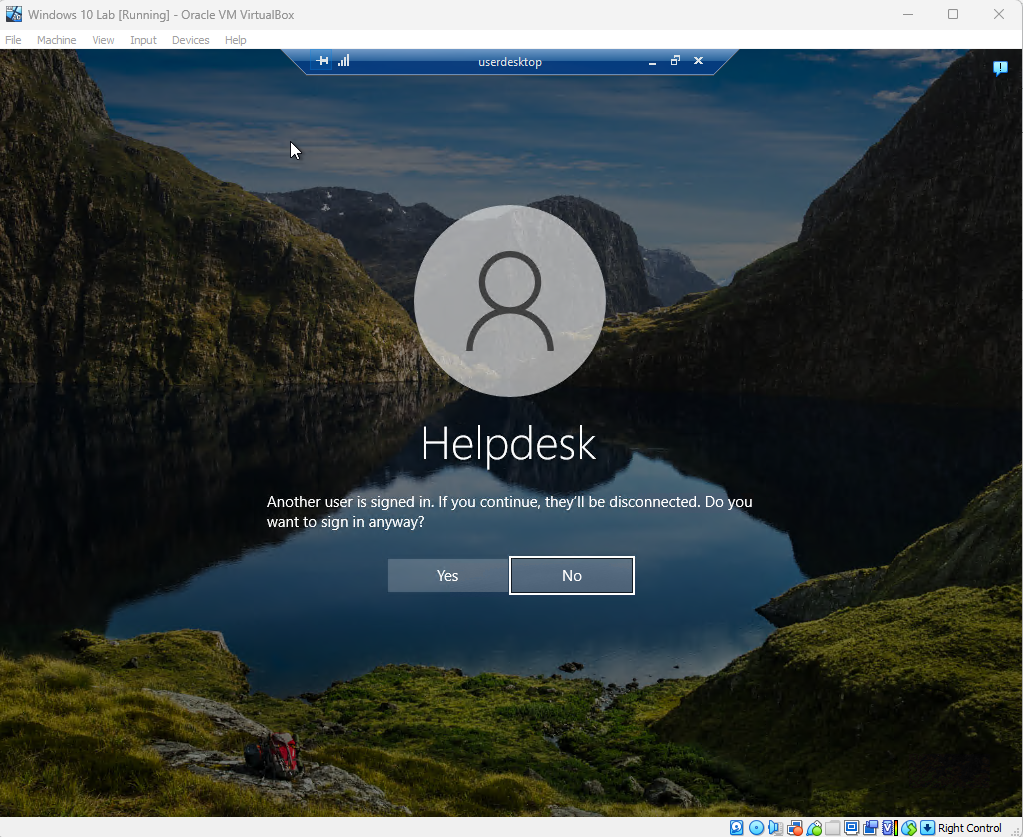 Windows 10 Lab [Running] - Oracle VM VirtualBox
File Machine View Input Devices Help
userdesktop
Helpdesk
Another user is signed in. If you continue, they’ll be disconnected. Do you
want to sign in anyway?
Yes No
Right Control